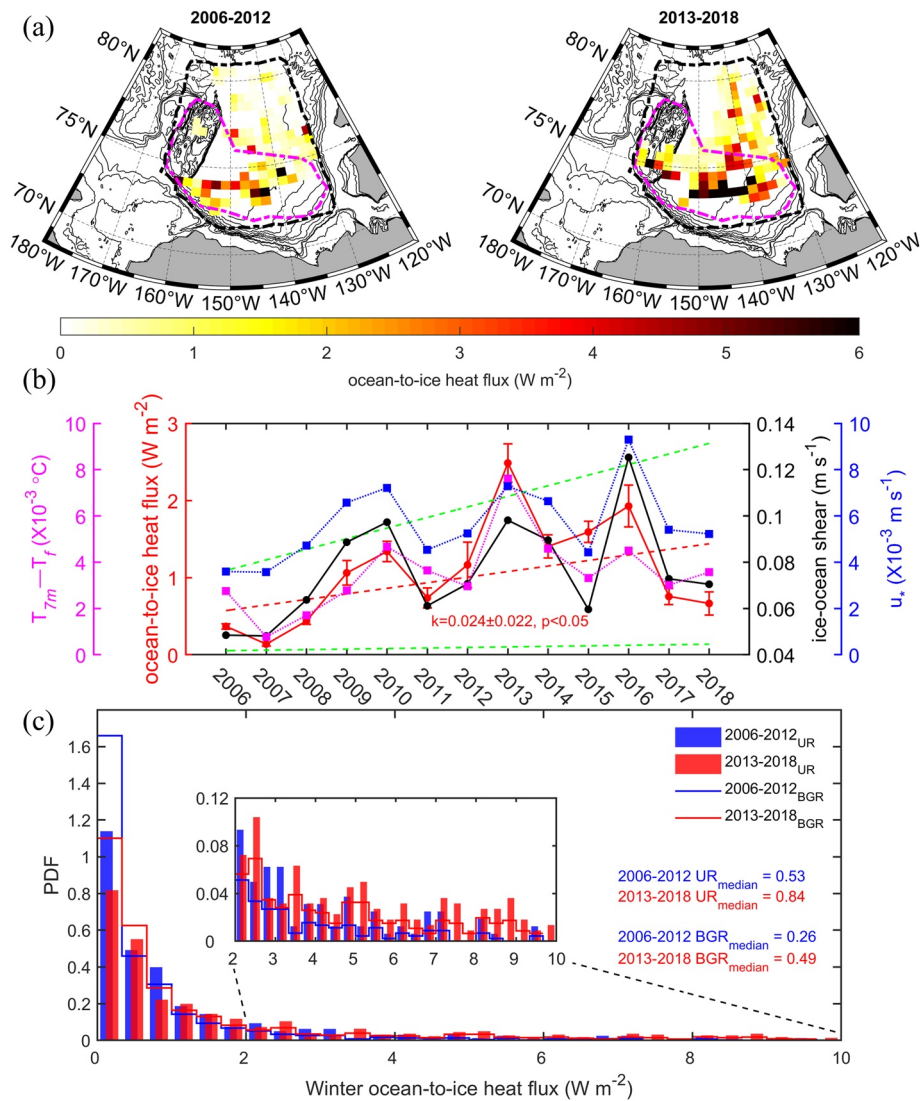 (a)
2006-2012
2013-2018
80°N
75°N
70°N
180°W
170°W
160°W
150°W
140°W
130°W
120°W
80°N
75°N
70°N
180°W
170°W
160°W
150°W
140°W
130°W
120°W
0 1 2 3 4 5 6
ocean-to-ice heat flux (W m-2)
(b)
T7m—Tf (X10-3 °C)
10
8
6
4
2
0
ocean-to-ice heat flux (W m-2)
3
2
1
0
k=0.024±0.022, p<0.05
0.14
0.12
0.1
0.08
0.06
0.04
ice-ocean shear (m s-1)
10
8
6
4
2
0
u* (X10-3 m s-1)
2006 2007 2008 2009 2010 2011 2012 2013 2014 2015 2016 2017 2018
(c)
PDF
1.6
1.4
1.2
1
0.8
0.6
0.4
0.2
0
0 2 4 6 8 10
Winter ocean-to-ice heat flux (W m-2)
0.12
0.08
0.04
0
2 3 4 5 6 7 8 9 10
2006-2012UR
2013-2018UR
2006-2012BGR
2013-2018BGR
2006-2012 URmedian = 0.53
2013-2018 URmedian = 0.84
2006-2012 BGRmedian = 0.26
2013-2018 BGRmedian = 0.49